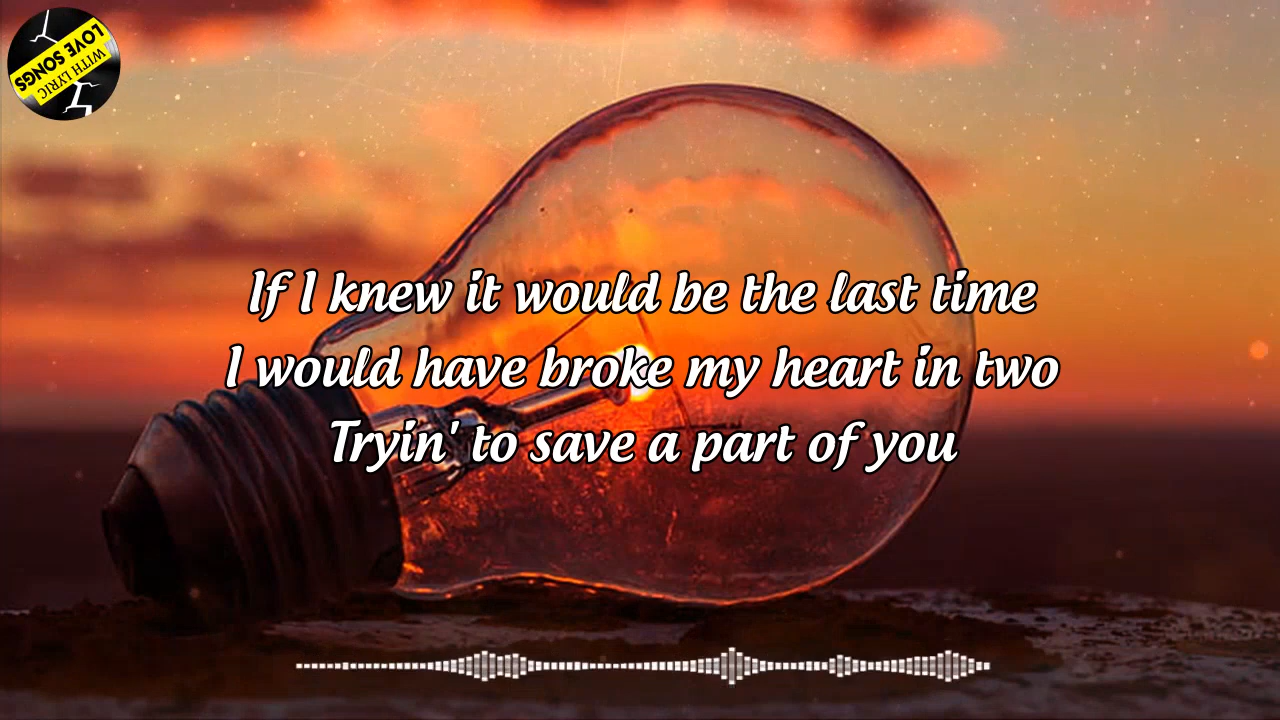 LOVE SONGS
WITH LYRIC
If I knew it would be the last time
I would have broke my heart in two
Tryin' to save a part of you